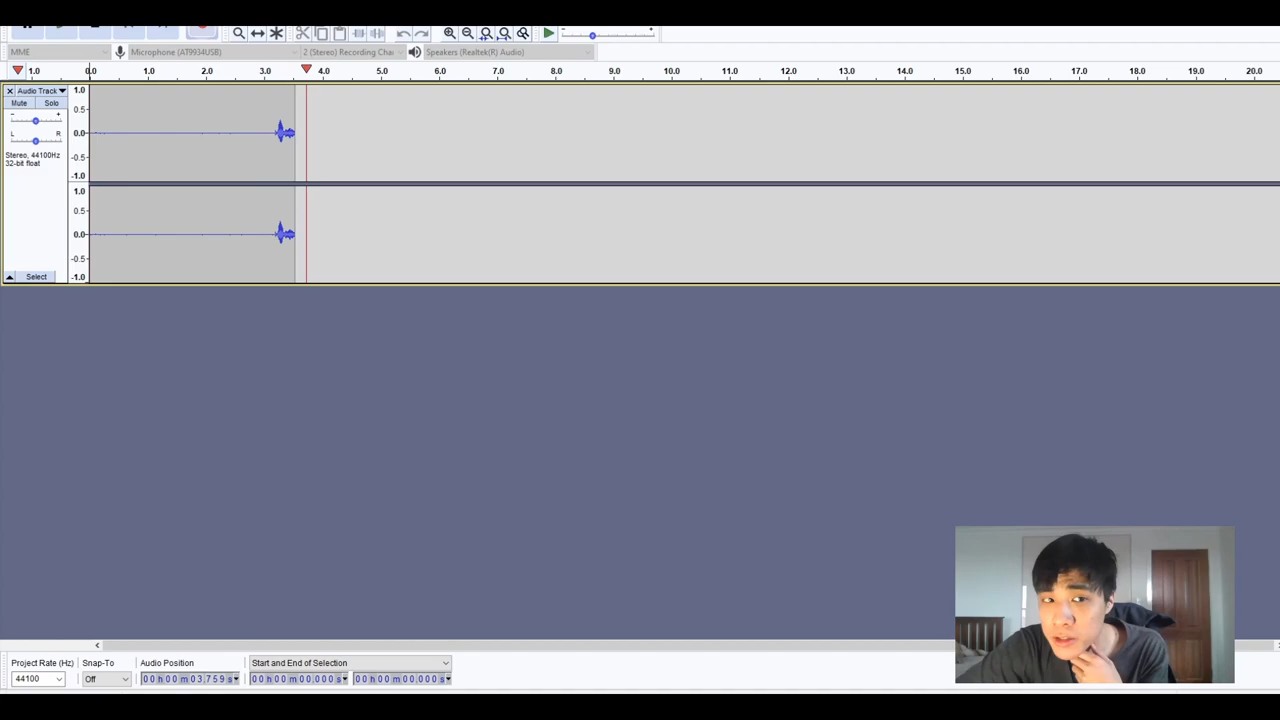 MME
Microphone (AT9934USB)
2 (Stereo) Recording Cha
Speakers (Realtek(R) Audio)
1.0 0.0 1.0 2.0 3.0 4.0 5.0 6.0 7.0 8.0 9.0 10.0 11.0 12.0 13.0 14.0 15.0 16.0 17.0 18.0 19.0 20.0
Audio Track
Mute Solo
- +
L R
Stereo, 44100Hz
32-bit float
Select
1.0
0.5
0.0
-0.5
-1.0
1.0
0.5
0.0
-0.5
-1.0
Project Rate (Hz) Snap-To Audio Position Start and End of Selection
44100 Off 00 h 00 m 03.759 s 00 h 00 m 00.000 s 00 h 00 m 00.000 s